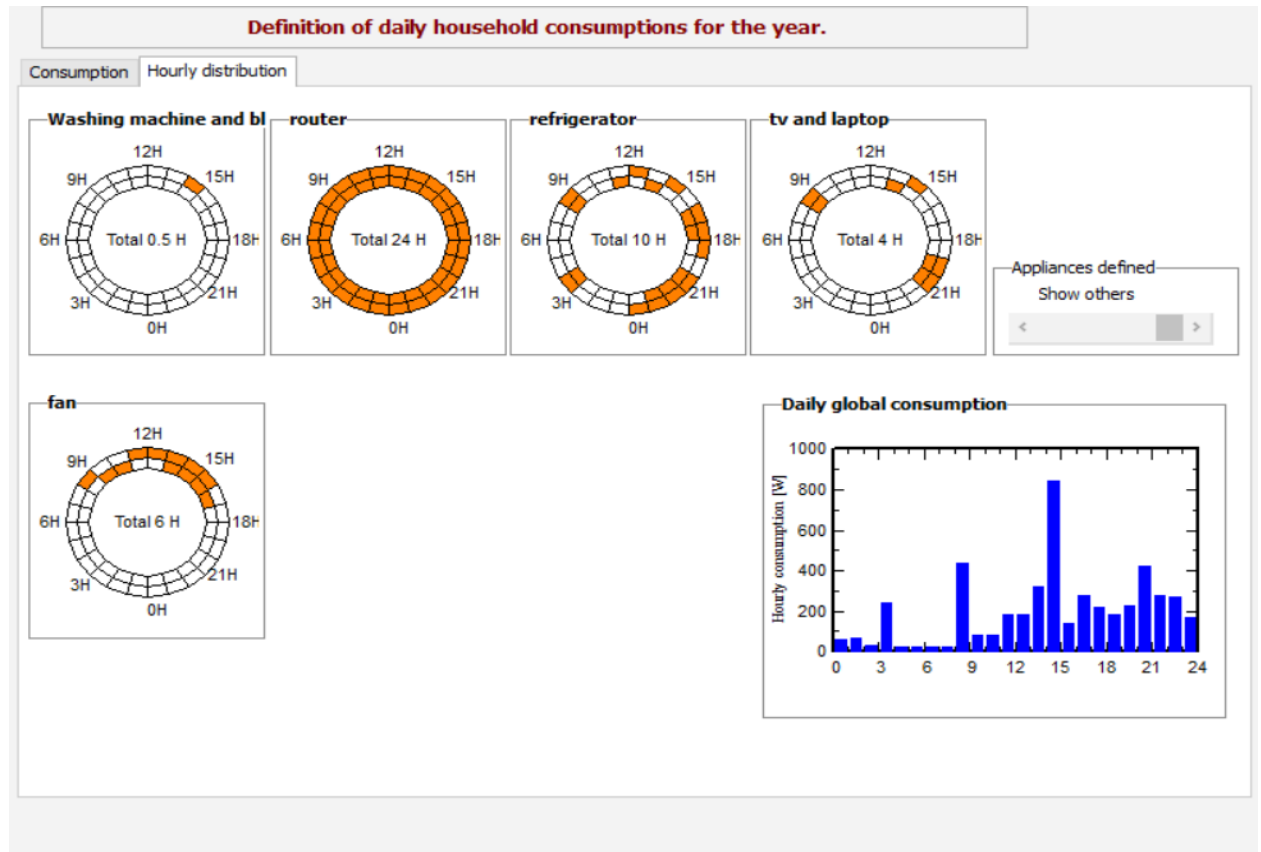 Definition of daily household consumptions for the year.
Consumption
Hourly distribution
Washing machine and bl
12H
9H
15H
6H
Total 0.5 H
18H
3H
21H
0H
router
12H
9H
15H
6H
Total 24 H
18H
3H
21H
0H
refrigerator
12H
9H
15H
6H
Total 10 H
18H
3H
21H
0H
tv and laptop
12H
9H
15H
6H
Total 4 H
18H
3H
21H
0H
Appliances defined
Show others
fan
12H
9H
15H
6H
Total 6 H
18H
3H
21H
0H
Daily global consumption
Hourly consumption [W]
1000
800
600
400
200
0
0 3 6 9 12 15 18 21 24